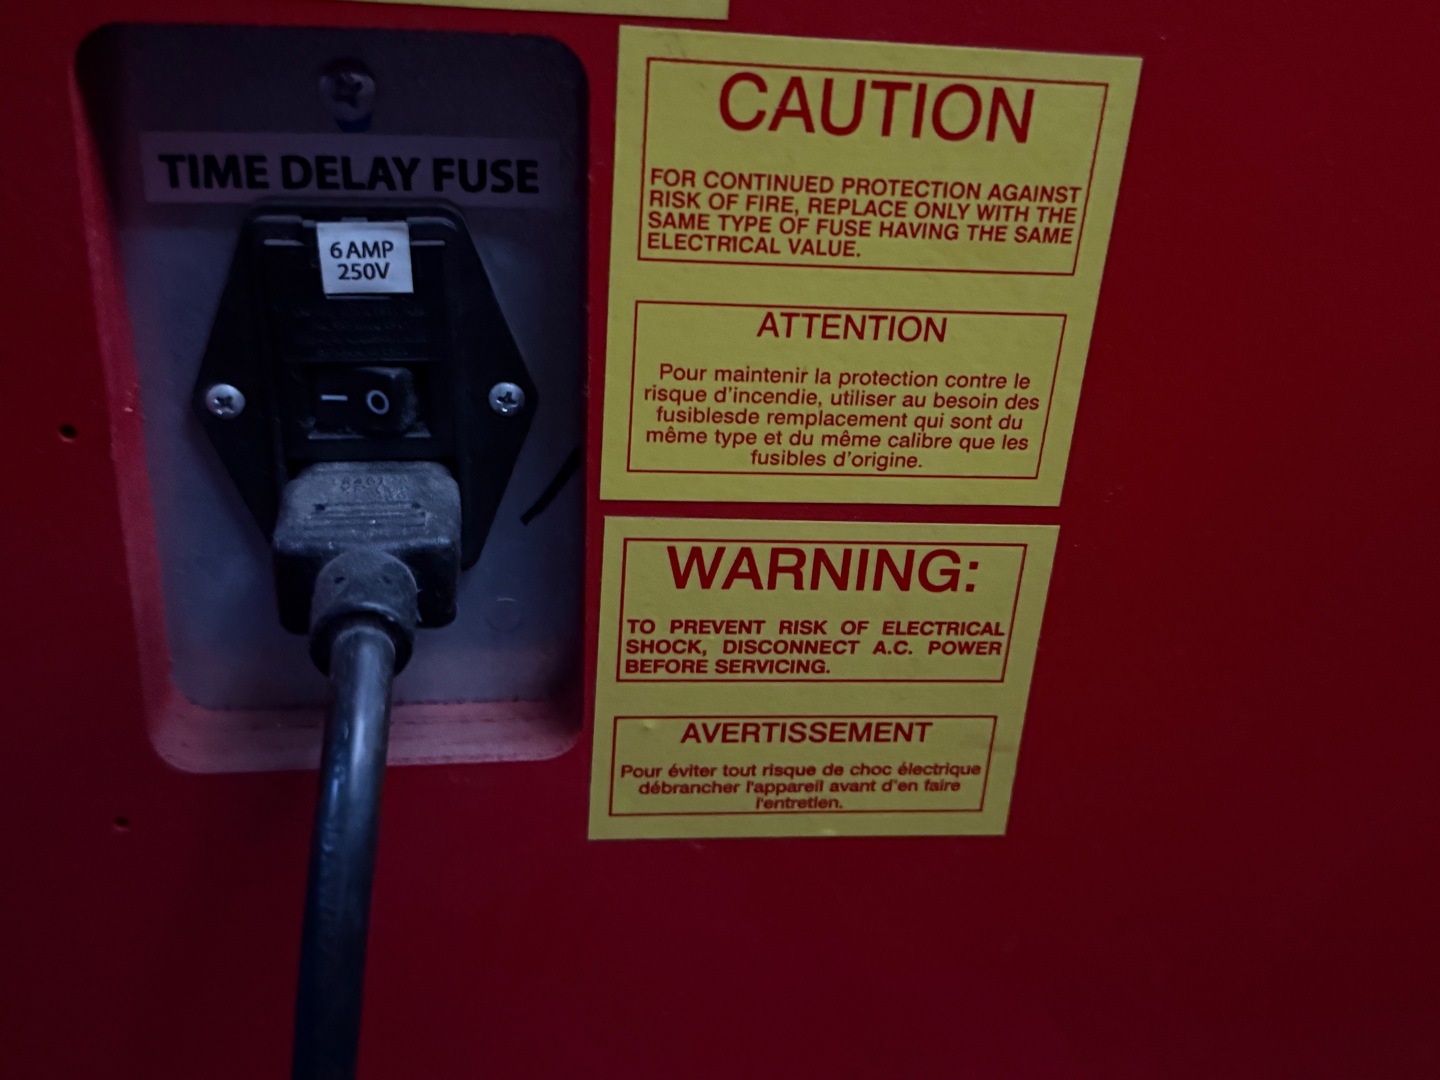 TIME DELAY FUSE
6 AMP
250V
— O
CAUTION
FOR CONTINUED PROTECTION AGAINST
RISK OF FIRE, REPLACE ONLY WITH THE
SAME TYPE OF FUSE HAVING THE SAME
ELECTRICAL VALUE.
ATTENTION
Pour maintenir la protection contre le
risque d'incendie, utiliser au besoin des
fusiblesde remplacement qui sont du
même type et du même calibre que les
fusibles d'origine.
WARNING:
TO PREVENT RISK OF ELECTRICAL
SHOCK, DISCONNECT A.C. POWER
BEFORE SERVICING.
AVERTISSEMENT
Pour éviter tout risque de choc électrique
débrancher l'appareil avant d'en faire
l'entretien.